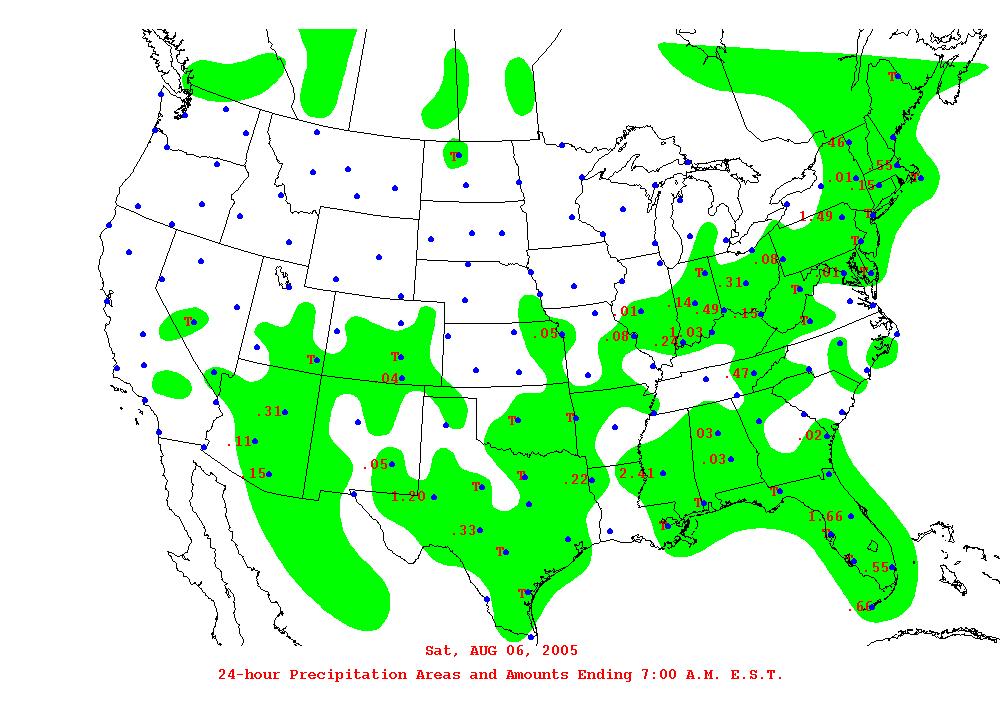 T
.46
T
.55
.01 .15 T
1.49 T
T
.08
T .01 T
.31
T
.14 .49
.01 .15 T
T
.05 .08 1.03
.27
T T
.04 .47
.31
T T
.11 .03 .02
.05 .03
.15 2.41
T .22
T
1.20 T
T
1.66
T
.33 T
T
T .55
T
.66
Sat, AUG 06, 2005
24-hour Precipitation Areas and Amounts Ending 7:00 A.M. E.S.T.